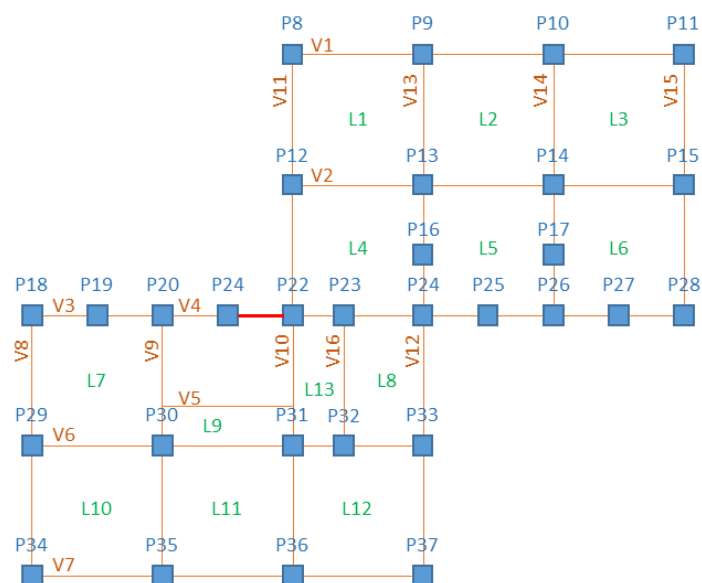 P8 P9 P10 P11
V1
V11 V13 V14 V15
L1 L2 L3
P12 P13 P14 P15
V2
P16 P17
L4 L5 L6
P18 P19 P20 P24 P22 P23 P24 P25 P26 P27 P28
V3 V4
V8 V9 V10 V16 V12
L7 L13 L8
V5
P29 P30 L9 P31 P32 P33
V6
L10 L11 L12
P34 P35 P36 P37
V7